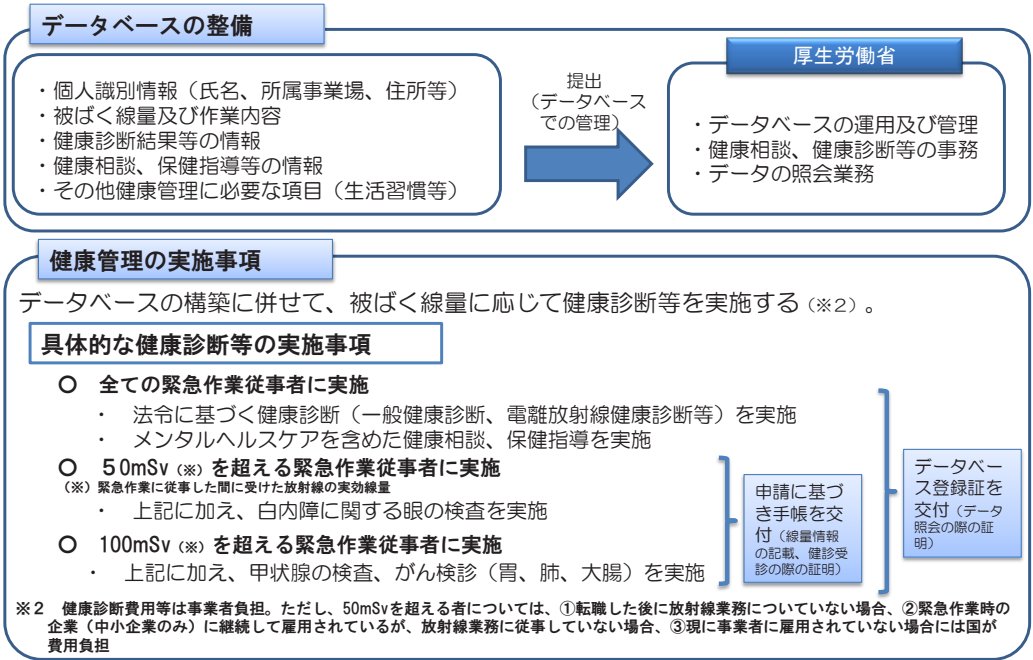 データベースの整備
・個人識別情報（氏名、所属事業場、住所等）
・被ばく線量及び作業内容
・健康診断結果等の情報
・健康相談、保健指導等の情報
・その他健康管理に必要な項目（生活習慣等）
提出
（データベース
での管理）
厚生労働省
・データベースの運用及び管理
・健康相談、健康診断等の事務
・データの照会業務
健康管理の実施事項
データベースの構築に併せて、被ばく線量に応じて健康診断等を実施する（※２）。
具体的な健康診断等の実施事項
○ 全ての緊急作業従事者に実施
・ 法令に基づく健康診断（一般健康診断、電離放射線健康診断等）を実施
・ メンタルヘルスケアを含めた健康相談、保健指導を実施
○ ５0mSv（※）を超える緊急作業従事者に実施
（※）緊急作業に従事した間に受けた放射線の実効線量
・ 上記に加え、白内障に関する眼の検査を実施
○ 100mSv（※）を超える緊急作業従事者に実施
・ 上記に加え、甲状腺の検査、がん検診（胃、肺、大腸）を実施
申請に基づ
き手帳を交
付（線量情報
の記載、健診受
診の際の証明）
データベー
ス登録証を
交付（データ
照会の際の証
明）
※２ 健康診断費用等は事業者負担。ただし、50mSvを超える者については、①転職した後に放射線業務についていない場合、②緊急作業時の
企業（中小企業のみ）に継続して雇用されているが、放射線業務に従事していない場合、③現に事業者に雇用されていない場合には国が
費用負担